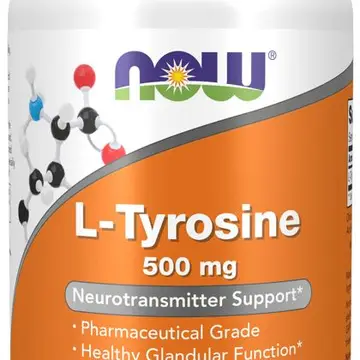 NOW®
L-Tyrosine
500 mg
Neurotransmitter Support*
• Pharmaceutical Grade
• Healthy Glandular Function*